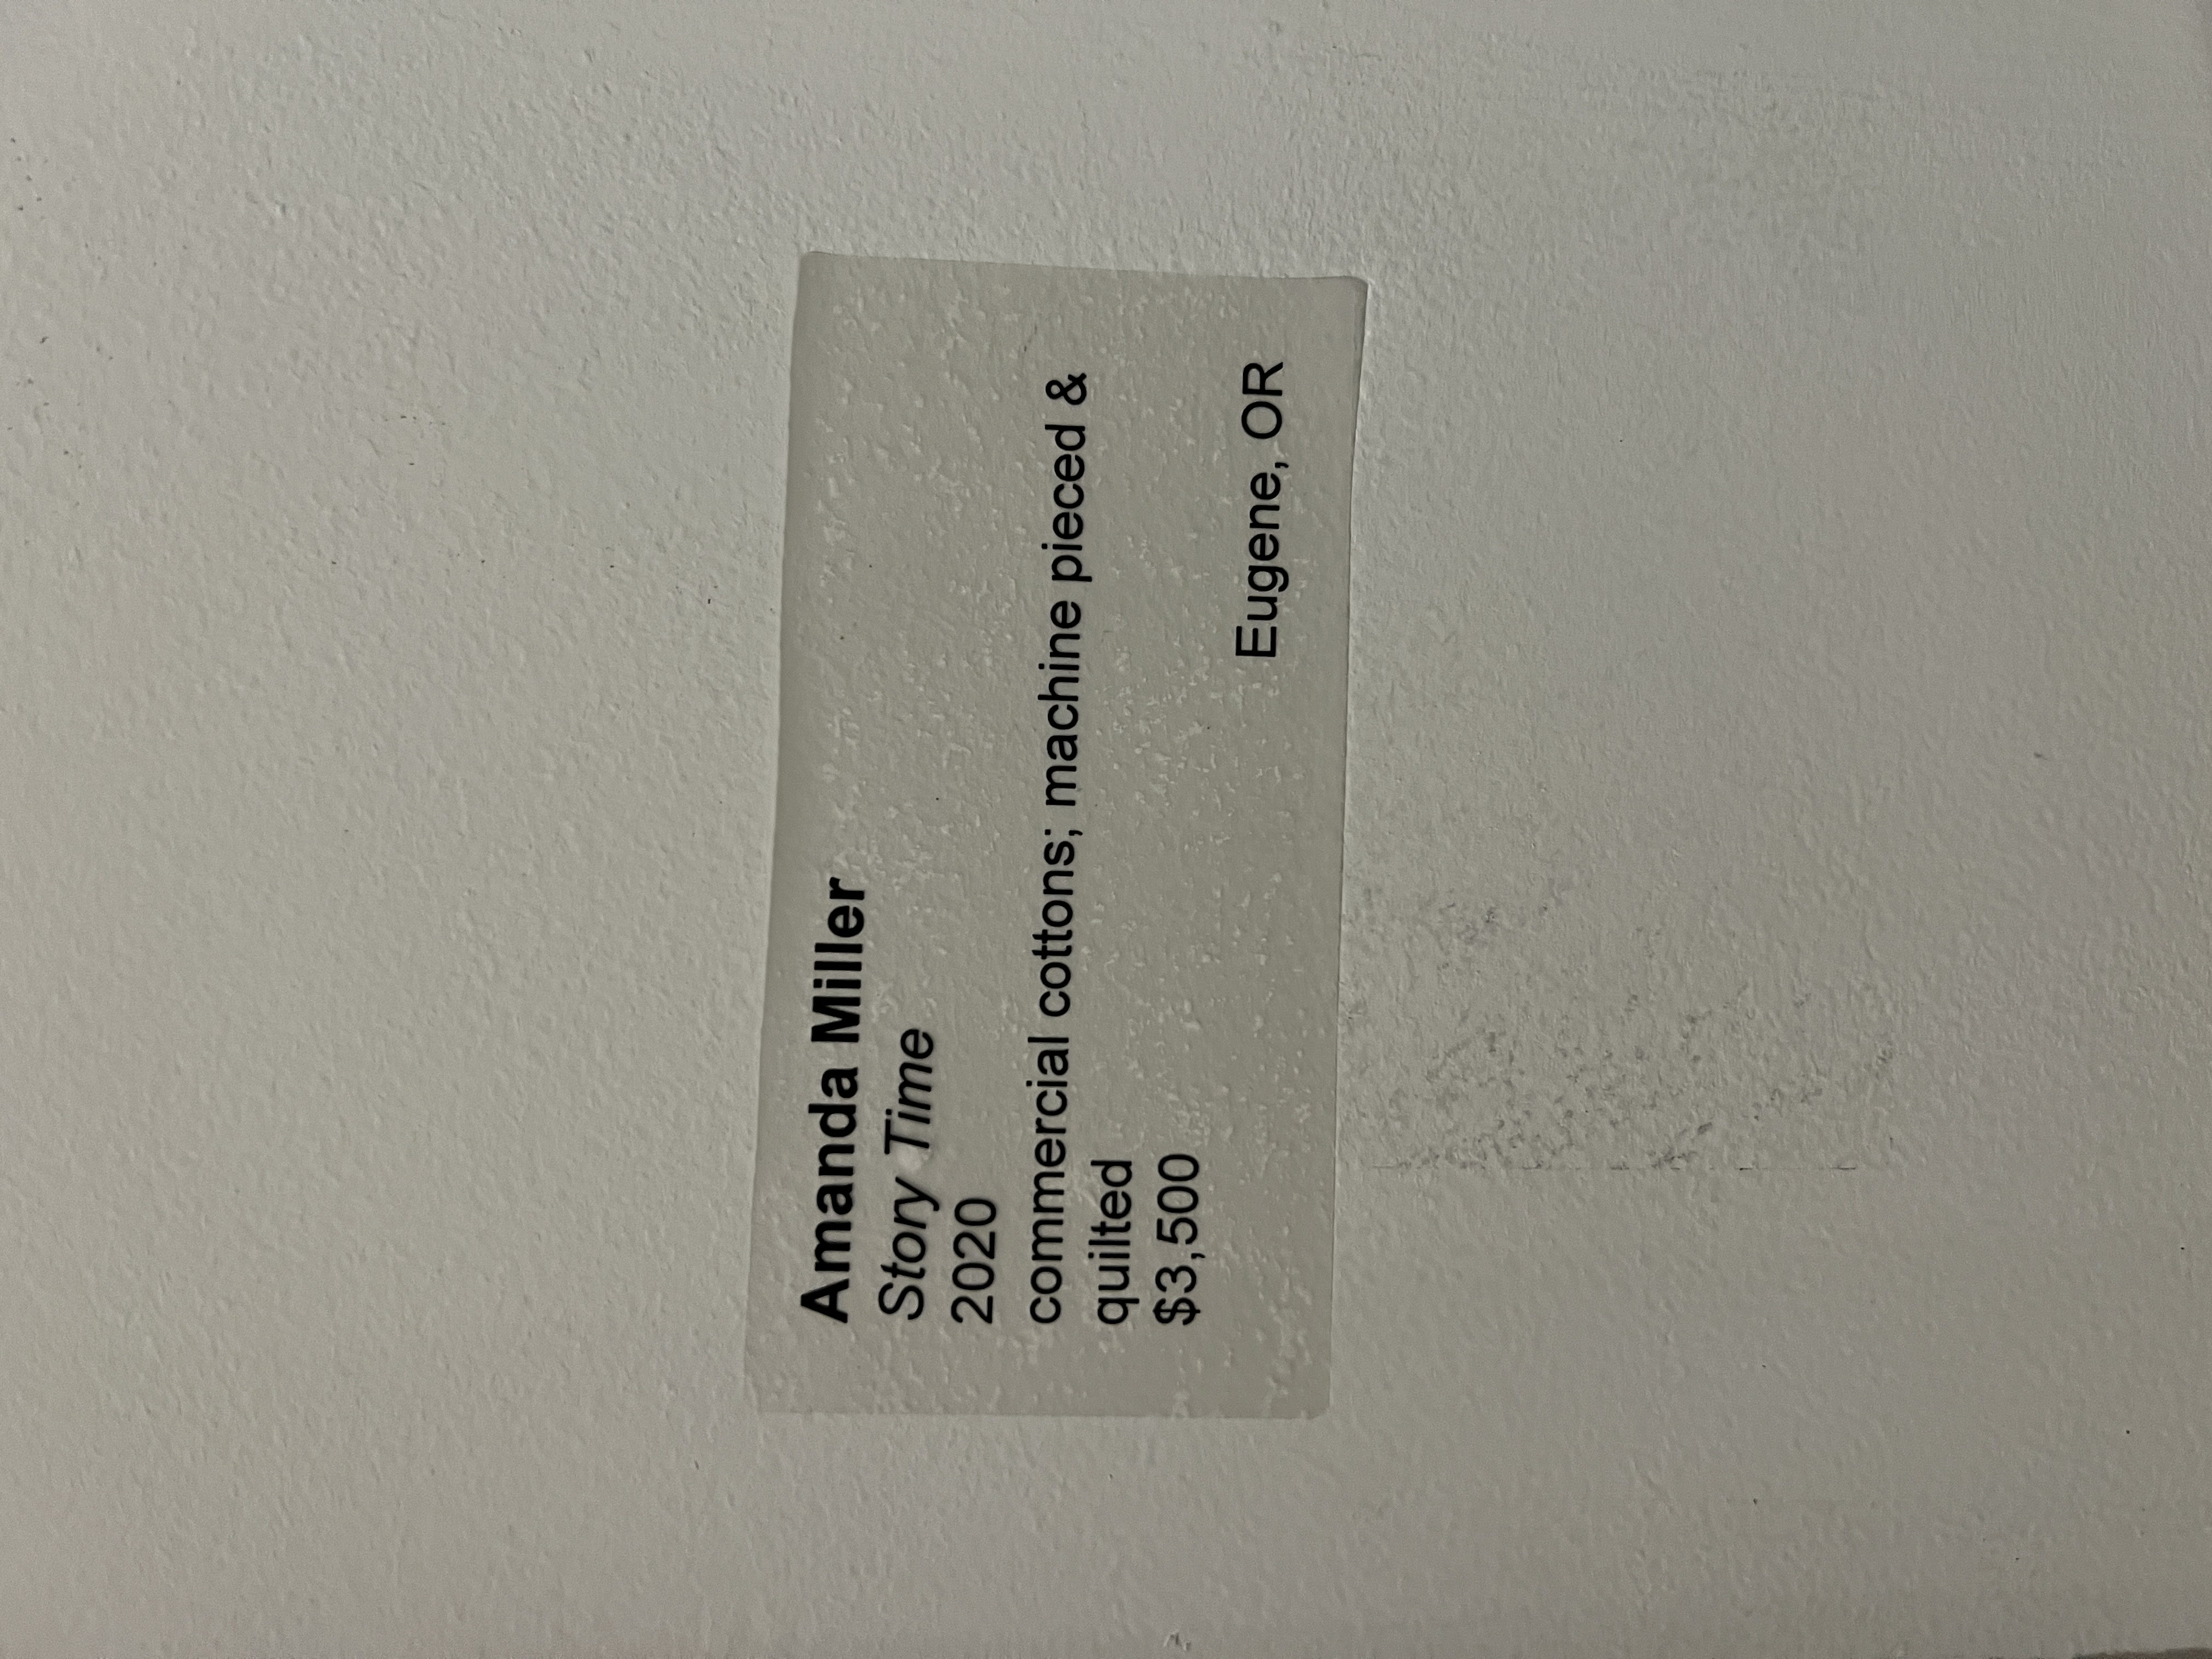 Amanda Miller
Story Time
2020
commercial cottons; machine pieced &
quilted
$3,500
Eugene, OR